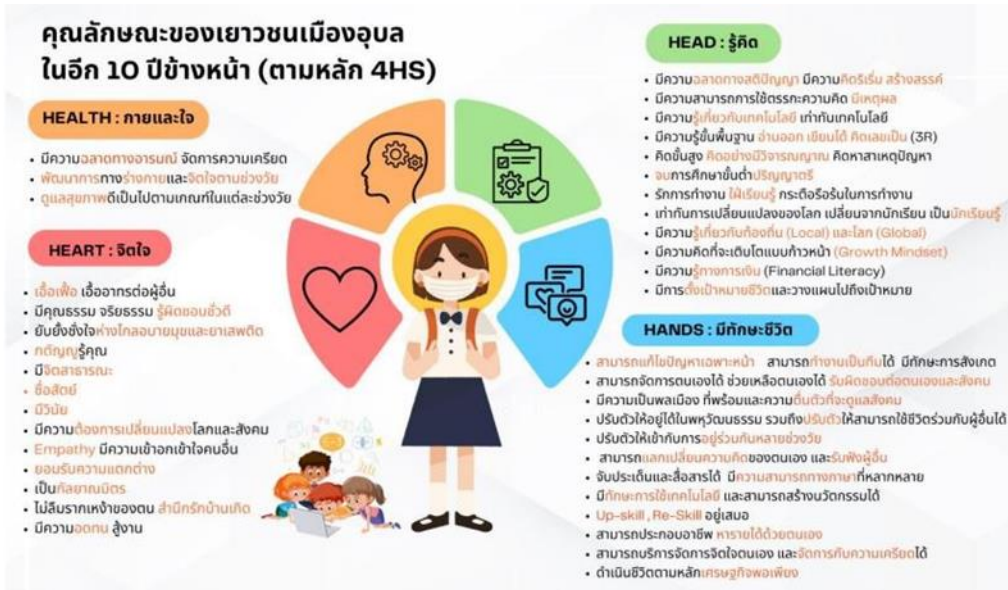 คุณลักษณะของเยาวชนเมืองอุบล
ในอีก 10 ปีข้างหน้า (ตามหลัก 4HS)
HEALTH : กายและใจ
• มีความฉลาดทางอารมณ์ จัดการความเครียด
• พัฒนาการทางร่างกายและจิตใจตามช่วงวัย
• ดูแลสุขภาพดีเป็นไปตามเกณฑ์ในแต่ละช่วงวัย
HEART : จิตใจ
• เอื้อเฟื้อ เอื้ออาทรต่อผู้อื่น
• มีคุณธรรม จริยธรรม รู้ผิดชอบชั่วดี
• ยับยั้งชั่งใจห่างไกลอบายมุขและยาเสพติด
• กตัญญูรู้คุณ
• มีจิตสาธารณะ
• ซื่อสัตย์
• มีวินัย
• มีความต้องการเปลี่ยนแปลงโลกและสังคม
• Empathy มีความเข้าอกเข้าใจคนอื่น
• ยอมรับความแตกต่าง
• เป็นกัลยาณมิตร
• ไม่ลืมรากเหง้าของตน สำนึกรักบ้านเกิด
• มีความอดทน สู้งาน
HEAD : รู้คิด
• มีความฉลาดทางสติปัญญา มีความคิดริเริ่ม สร้างสรรค์
• มีความสามารถการใช้ตรรกะความคิด มีเหตุผล
• มีความรู้เกี่ยวกับเทคโนโลยี เท่าทันเทคโนโลยี
• มีความรู้ขั้นพื้นฐาน อ่านออก เขียนได้ คิดเลขเป็น (3R)
• คิดขั้นสูง คิดอย่างมีวิจารณญาณ คิดหาสาเหตุปัญหา
• จบการศึกษาขั้นต่ำปริญญาตรี
• รักการทำงาน ใฝ่เรียนรู้ กระตือรือร้นในการทำงาน
• เท่าทันการเปลี่ยนแปลงของโลก เปลี่ยนจากนักเรียน เป็นนักเรียนรู้
• มีความรู้เกี่ยวกับท้องถิ่น (Local) และโลก (Global)
• มีความคิดที่จะเติบโตแบบก้าวหน้า (Growth Mindset)
• มีความรู้ทางการเงิน (Financial Literacy)
• มีการตั้งเป้าหมายชีวิตและวางแผนไปถึงเป้าหมาย
HANDS : มีทักษะชีวิต
• สามารถแก้ไขปัญหาเฉพาะหน้า สามารถทำงานเป็นทีมได้ มีทักษะการสังเกต
• สามารถจัดการตนเองได้ ช่วยเหลือตนเองได้ รับผิดชอบต่อตนเองและสังคม
• มีความเป็นพลเมือง ที่พร้อมและความตื่นตัวที่จะดูแลสังคม
• ปรับตัวให้อยู่ได้ในพหุวัฒนธรรม รวมถึงปรับตัวให้สามารถใช้ชีวิตร่วมกับผู้อื่นได้
• ปรับตัวให้เข้ากับการอยู่ร่วมกันหลายช่วงวัย
• สามารถแลกเปลี่ยนความคิดของตนเอง และรับฟังผู้อื่น
• จับประเด็นและสื่อสารได้ มีความสามารถทางภาษาที่หลากหลาย
• มีทักษะการใช้เทคโนโลยี และสามารถสร้างนวัตกรรมได้
• Up-skill , Re-Skill อยู่เสมอ
• สามารถประกอบอาชีพ หารายได้ด้วยตนเอง
• สามารถบริการจัดการจิตใจตนเอง และจัดการกับความเครียดได้
• ดำเนินชีวิตตามหลักเศรษฐกิจพอเพียง